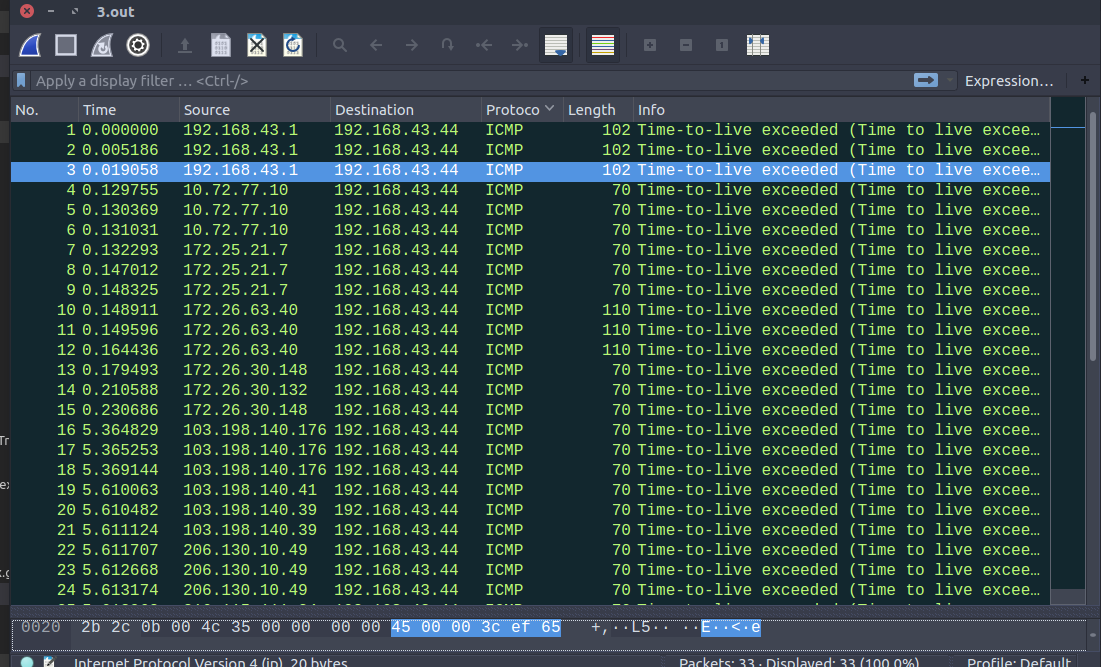 3.out
Apply a display filter … <Ctrl-/> Expression… +
No. Time Source Destination Protoco Length Info
1 0.000000 192.168.43.1 192.168.43.44 ICMP 102 Time-to-live exceeded (Time to live excee…
2 0.005186 192.168.43.1 192.168.43.44 ICMP 102 Time-to-live exceeded (Time to live excee…
3 0.019058 192.168.43.1 192.168.43.44 ICMP 102 Time-to-live exceeded (Time to live excee…
4 0.129755 10.72.77.10 192.168.43.44 ICMP 70 Time-to-live exceeded (Time to live excee…
5 0.130369 10.72.77.10 192.168.43.44 ICMP 70 Time-to-live exceeded (Time to live excee…
6 0.131031 10.72.77.10 192.168.43.44 ICMP 70 Time-to-live exceeded (Time to live excee…
7 0.132293 172.25.21.7 192.168.43.44 ICMP 70 Time-to-live exceeded (Time to live excee…
8 0.147012 172.25.21.7 192.168.43.44 ICMP 70 Time-to-live exceeded (Time to live excee…
9 0.148325 172.25.21.7 192.168.43.44 ICMP 70 Time-to-live exceeded (Time to live excee…
10 0.148911 172.26.63.40 192.168.43.44 ICMP 110 Time-to-live exceeded (Time to live excee…
11 0.149596 172.26.63.40 192.168.43.44 ICMP 110 Time-to-live exceeded (Time to live excee…
12 0.164436 172.26.63.40 192.168.43.44 ICMP 110 Time-to-live exceeded (Time to live excee…
13 0.179493 172.26.30.148 192.168.43.44 ICMP 70 Time-to-live exceeded (Time to live excee…
14 0.210588 172.26.30.132 192.168.43.44 ICMP 70 Time-to-live exceeded (Time to live excee…
15 0.230686 172.26.30.148 192.168.43.44 ICMP 70 Time-to-live exceeded (Time to live excee…
16 5.364829 103.198.140.176 192.168.43.44 ICMP 70 Time-to-live exceeded (Time to live excee…
17 5.365253 103.198.140.176 192.168.43.44 ICMP 70 Time-to-live exceeded (Time to live excee…
18 5.369144 103.198.140.176 192.168.43.44 ICMP 70 Time-to-live exceeded (Time to live excee…
19 5.610063 103.198.140.41 192.168.43.44 ICMP 70 Time-to-live exceeded (Time to live excee…
20 5.610482 103.198.140.39 192.168.43.44 ICMP 70 Time-to-live exceeded (Time to live excee…
21 5.611124 103.198.140.39 192.168.43.44 ICMP 70 Time-to-live exceeded (Time to live excee…
22 5.611707 206.130.10.49 192.168.43.44 ICMP 70 Time-to-live exceeded (Time to live excee…
23 5.612668 206.130.10.49 192.168.43.44 ICMP 70 Time-to-live exceeded (Time to live excee…
24 5.613174 206.130.10.49 192.168.43.44 ICMP 70 Time-to-live exceeded (Time to live excee…
0020 2b 2c 0b 00 4c 35 00 00 00 00 45 00 00 3c ef 65 +,··L5·· ··E··<·e
Internet Protocol Version 4 (ip), 20 bytes Packets: 33 · Displayed: 33 (100.0%) Profile: Default